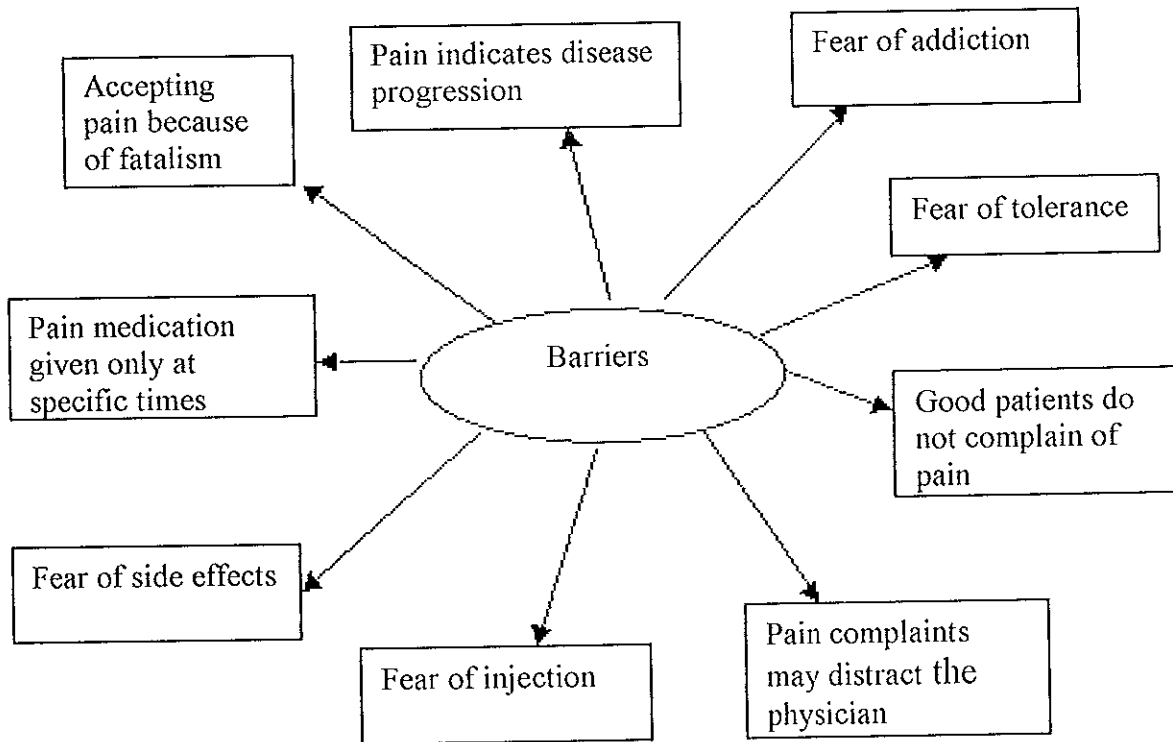 Fear of addiction
Pain indicates disease
progression
Accepting
pain because
of fatalism
Fear of tolerance
Pain medication
given only at
specific times
Barriers
Good patients do
not complain of
pain
Fear of side effects
Fear of injection
Pain complaints
may distract the
physician